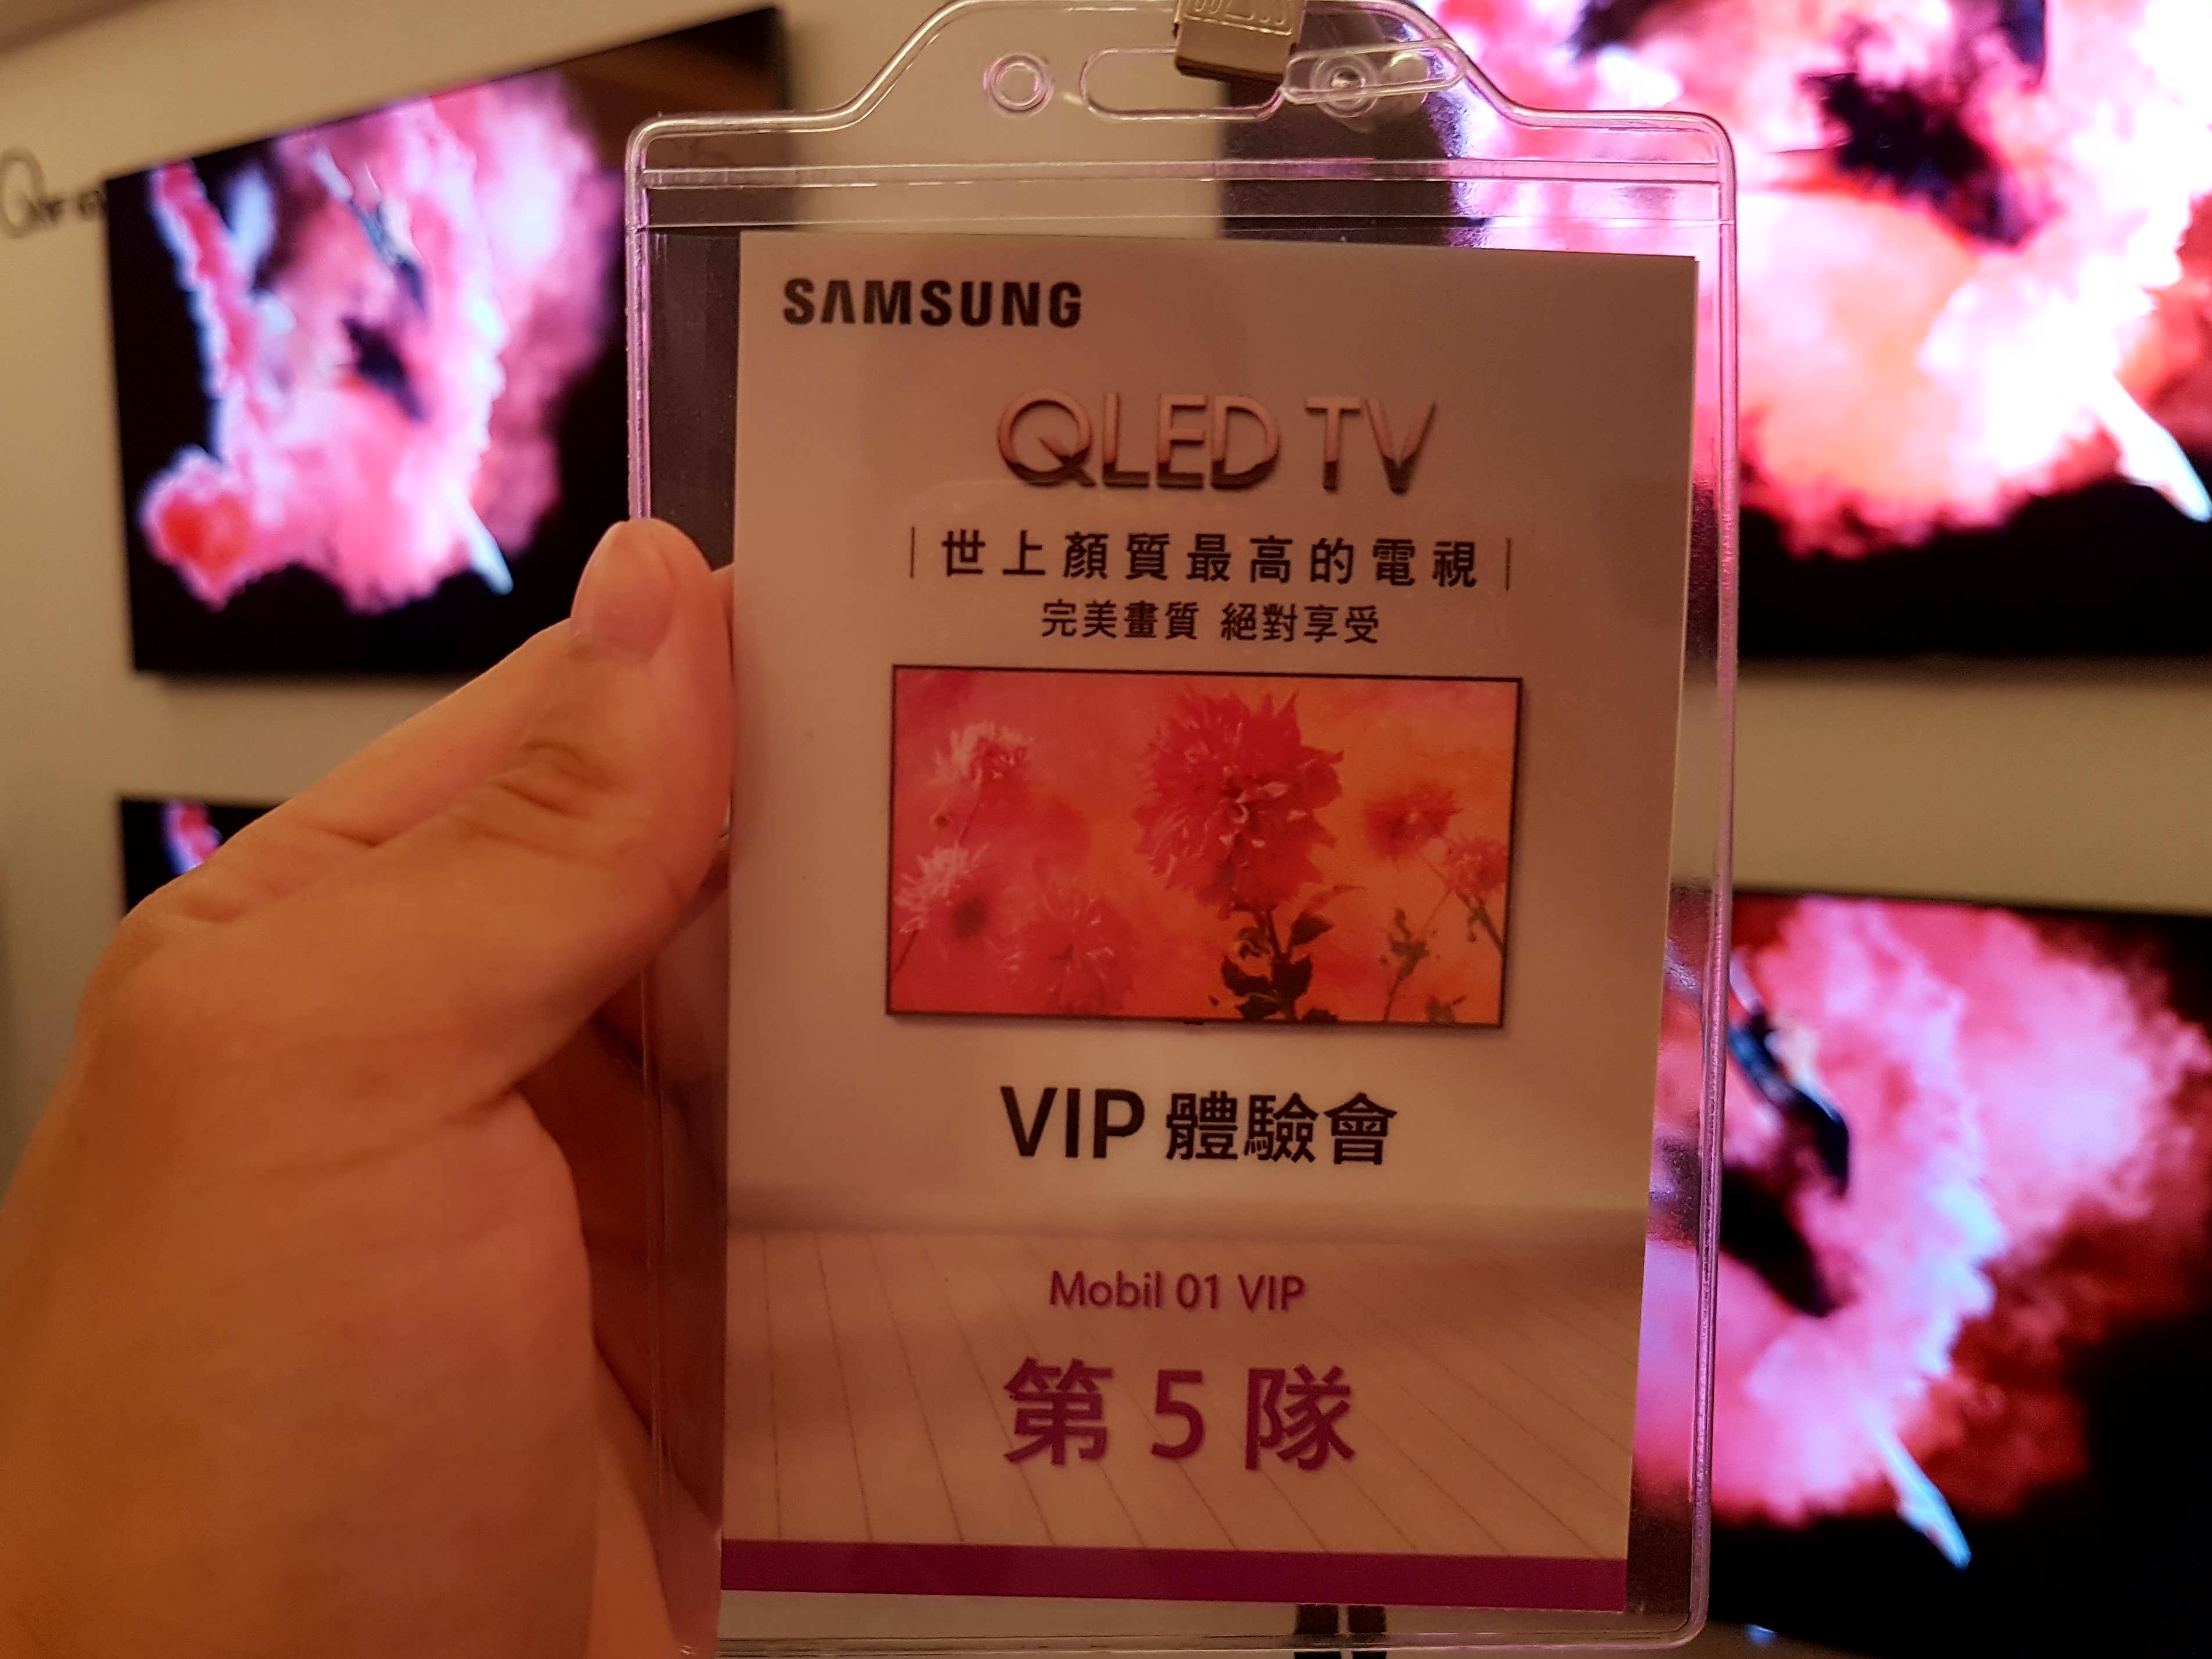 SAMSUNG
QLED TV
世上顏質最高的電視
完美畫質 絕對享受
VIP 體驗會
Mobil 01 VIP
第 5 隊